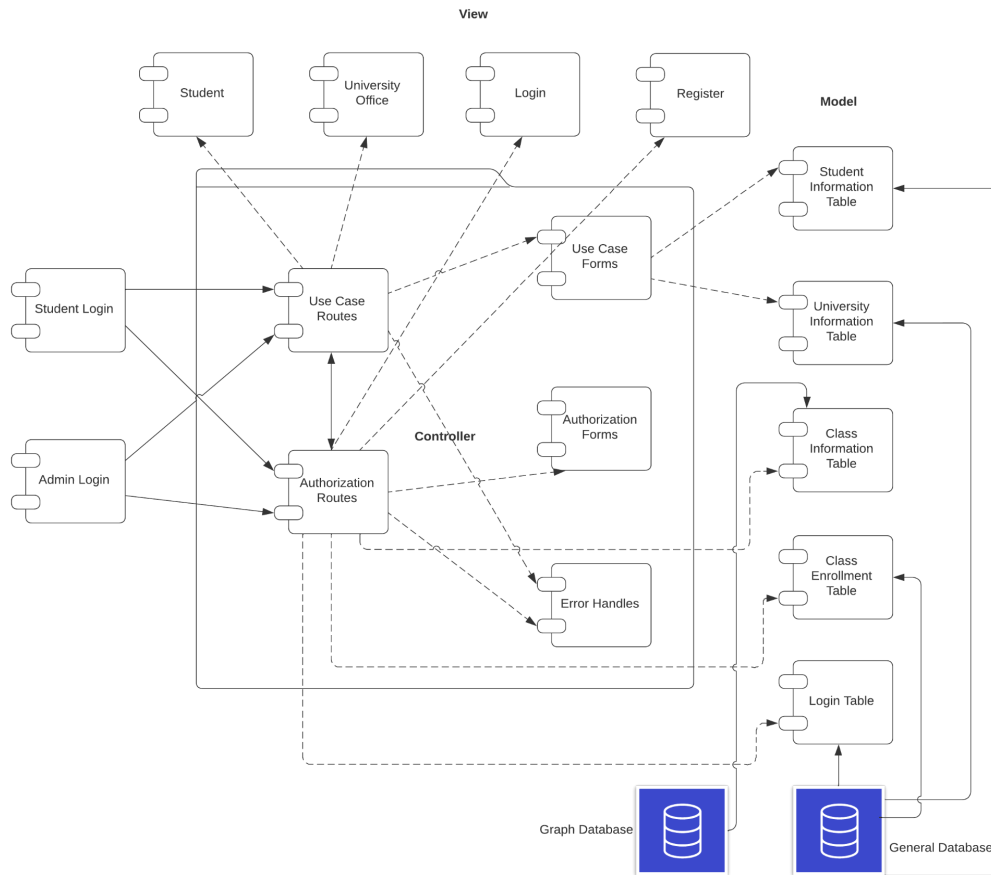 View
Student
University
Office
Login
Register
Model
Student
Information
Table
Use Case
Forms
Student Login
Use Case
Routes
University
Information
Table
Authorization
Forms
Controller
Class
Information
Table
Admin Login
Authorization
Routes
Class
Enrollment
Table
Error Handles
Login Table
Graph Database
General Database